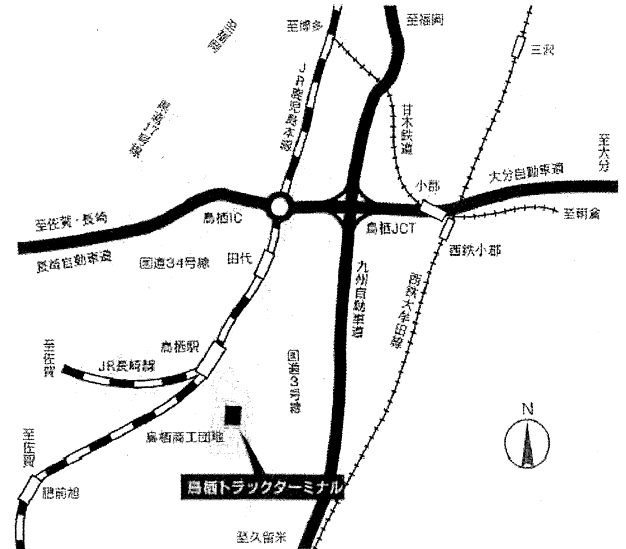 至博多
至福岡
三沢
JR鹿児島本線
甘木鉄道
至大分
小郡
大分自動車道
至佐賀・長崎
鳥栖IC
鳥栖JCT
至朝倉
長崎自動車道
国道34号線
田代
西鉄小郡
九州自動車道
西鉄大牟田線
鳥栖駅
至佐賀
JR長崎線
国道3号線
N
至佐賀
鳥栖商工団地
肥前旭
鳥栖トラックターミナル
至久留米